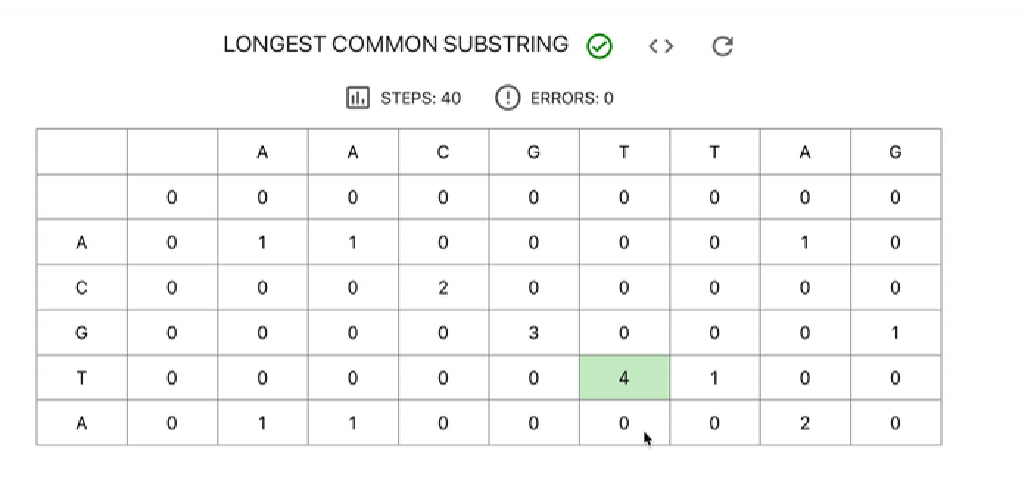 LONGEST COMMON SUBSTRING < >
STEPS: 40 ERRORS: 0
A A C G T T A G
0 0 0 0 0 0 0 0 0
A 0 1 1 0 0 0 0 1 0
C 0 0 0 2 0 0 0 0 0
G 0 0 0 0 3 0 0 0 1
T 0 0 0 0 0 4 1 0 0
A 0 1 1 0 0 0 0 2 0